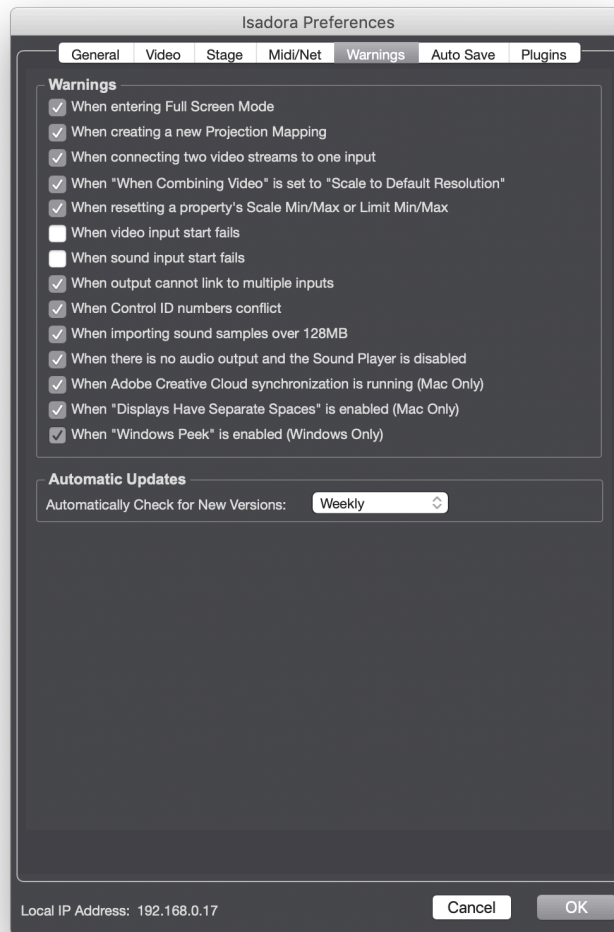 Isadora Preferences
General Video Stage Midi/Net Warnings Auto Save Plugins
Warnings
When entering Full Screen Mode
When creating a new Projection Mapping
When connecting two video streams to one input
When "When Combining Video" is set to "Scale to Default Resolution"
When resetting a property's Scale Min/Max or Limit Min/Max
When video input start fails
When sound input start fails
When output cannot link to multiple inputs
When Control ID numbers conflict
When importing sound samples over 128MB
When there is no audio output and the Sound Player is disabled
When Adobe Creative Cloud synchronization is running (Mac Only)
When "Displays Have Separate Spaces" is enabled (Mac Only)
When "Windows Peek" is enabled (Windows Only)
Automatic Updates
Automatically Check for New Versions: Weekly
Local IP Address: 192.168.0.17 Cancel OK